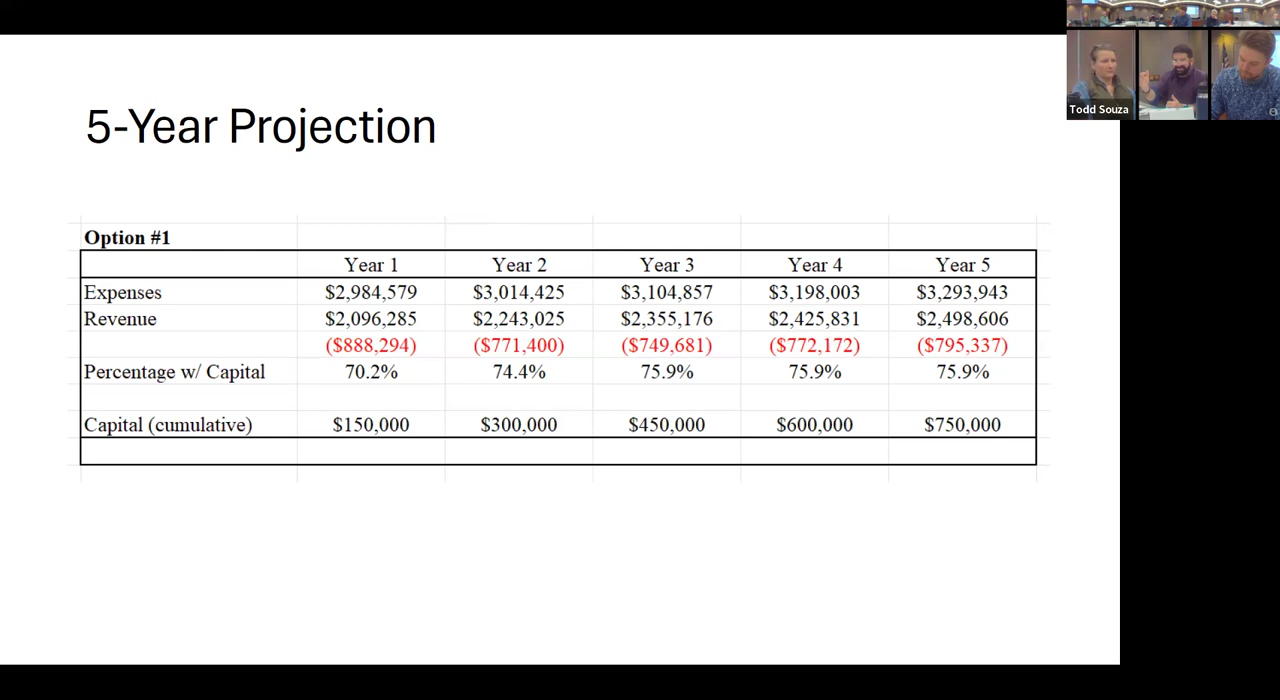 5-Year Projection
Option #1
Year 1 Year 2 Year 3 Year 4 Year 5
Expenses $2,984,579 $3,014,425 $3,104,857 $3,198,003 $3,293,943
Revenue $2,096,285 $2,243,025 $2,355,176 $2,425,831 $2,498,606
($888,294) ($771,400) ($749,681) ($772,172) ($795,337)
Percentage w/ Capital 70.2% 74.4% 75.9% 75.9% 75.9%
Capital (cumulative) $150,000 $300,000 $450,000 $600,000 $750,000
Todd Souza